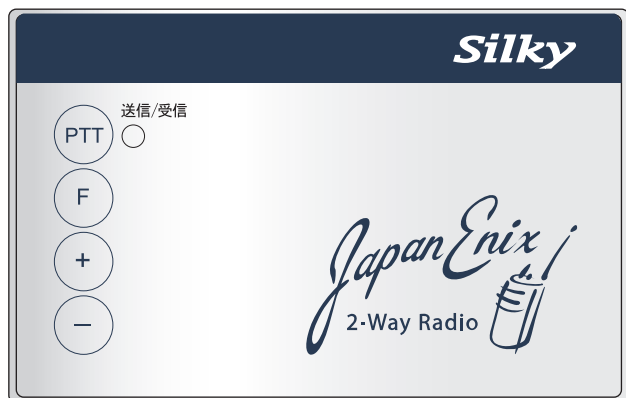 Silky
送信/受信
PTT
F
+
−
Japan Enix
2-Way Radio